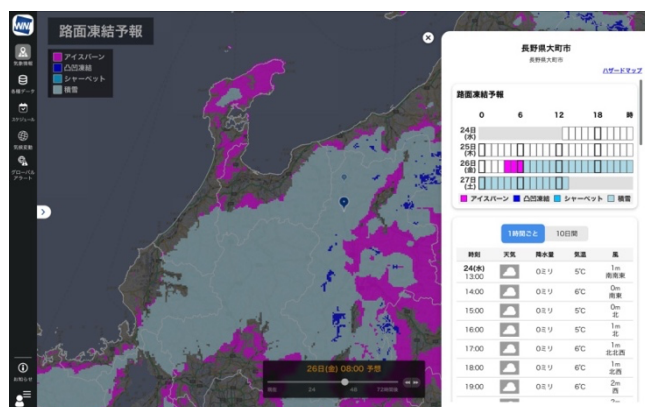 WNI
路面凍結予報
アイスバーン
凸凹凍結
シャーベット
積雪
気象情報
各種データ
スケジュール
気候変動
グローバル
アラート
お知らせ
26日(金) 08:00 予想
現在 24 48 72時間後
長野県大町市
長野県大町市
ハザードマップ
路面凍結予報
0 6 12 18 時
24日
(水)
25日
(木)
26日
(金)
27日
(土)
アイスバーン 凸凹凍結 シャーベット 積雪
1時間ごと 10日間
時刻 天気 降水量 気温 風
24(水)
13:00 0ミリ 5℃ 1m
南南東
14:00 0ミリ 6℃ 0m
南東
15:00 0ミリ 6℃ 0m
北
16:00 0ミリ 5℃ 1m
北
17:00 0ミリ 6℃ 1m
北北西
18:00 0ミリ 6℃ 1m
北西
19:00 0ミリ 6℃ 2m
西